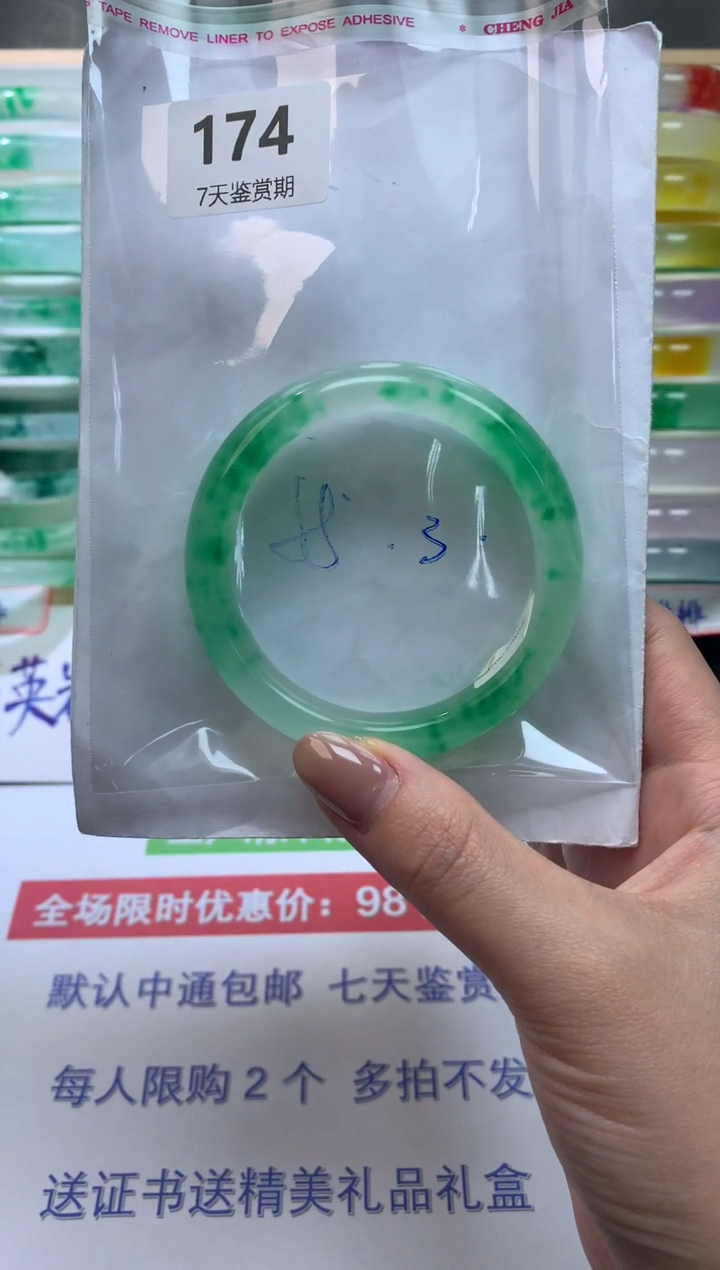 TAPE REMOVE LINER TO EXPOSE ADHESIVE * CHENG JIA
174
7天鉴赏期
.3.
英
全场限时优惠价：98
默认中通包邮 七天鉴赏
每人限购2个 多拍不发
送证书送精美礼品礼盒